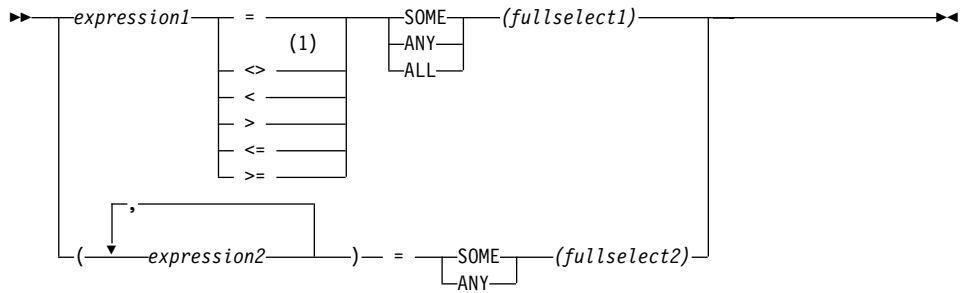 expression1 = SOME (fullselect1)
(1) ANY
<> ALL
<
>
<=
>=
,
( expression2 ) = SOME (fullselect2)
ANY